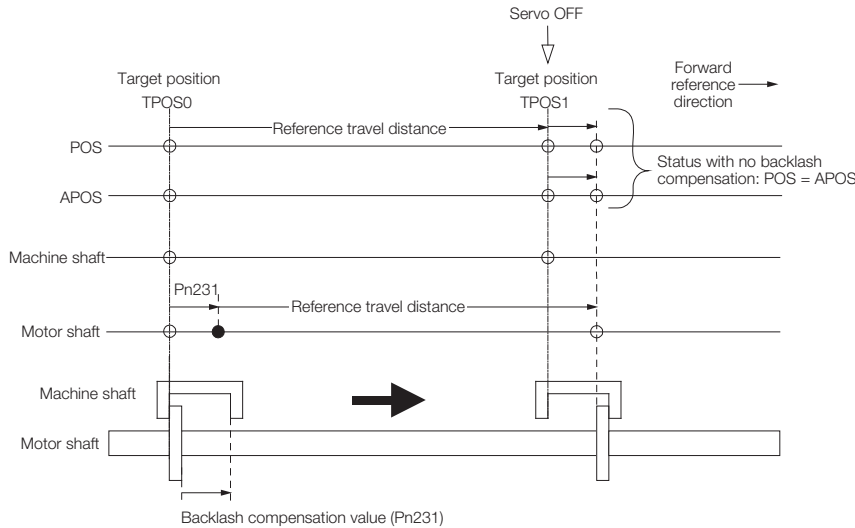 Servo OFF
Target position
TPOS0
Target position
TPOS1
Forward
reference
direction
Reference travel distance
POS
Status with no backlash
compensation: POS = APOS
APOS
Machine shaft
Pn231
Reference travel distance
Motor shaft
Machine shaft
Motor shaft
Backlash compensation value (Pn231)